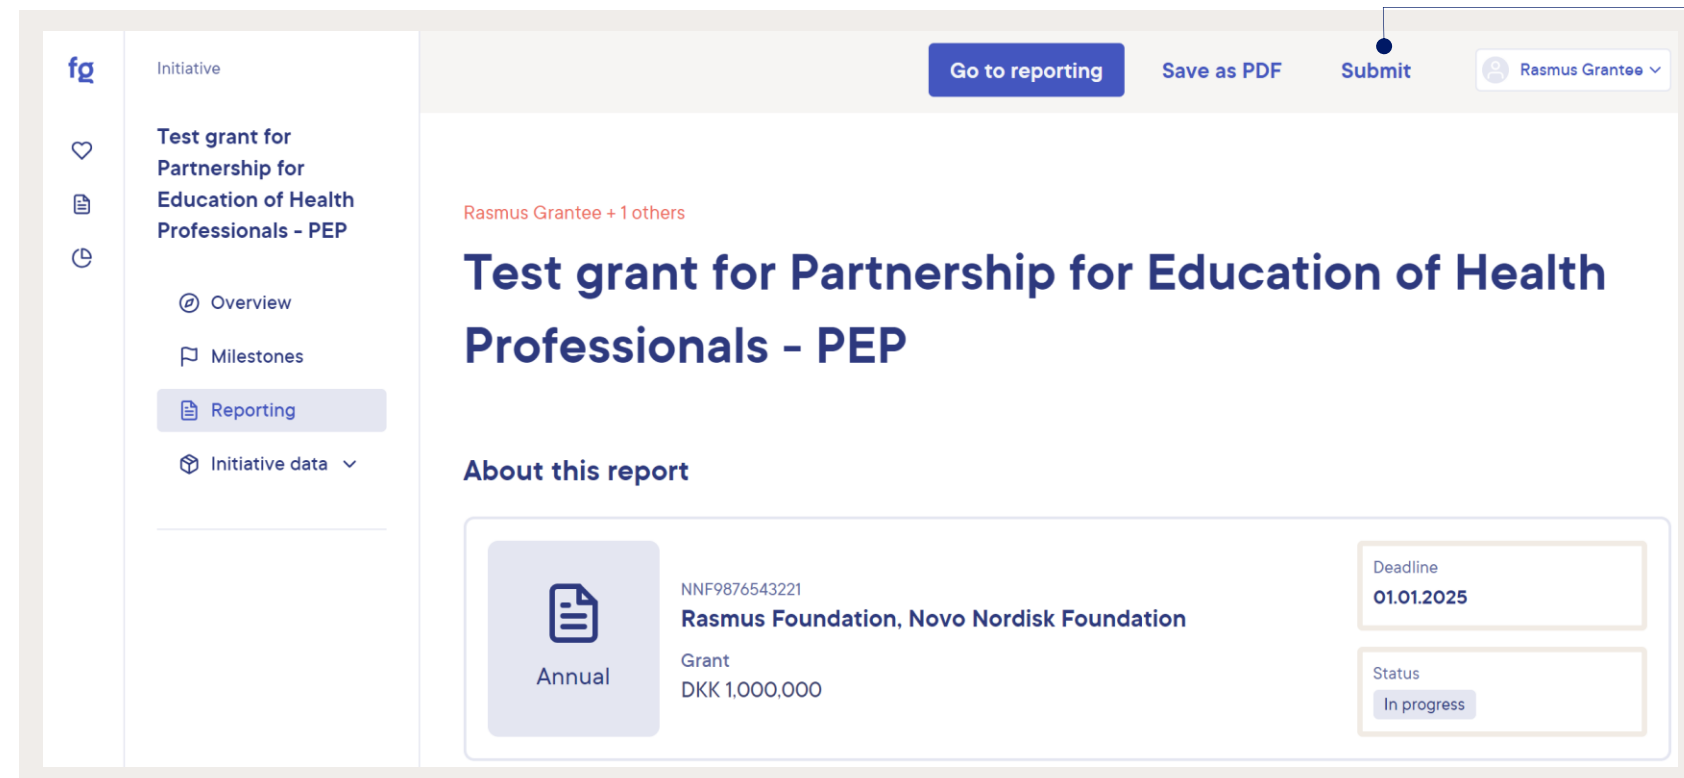 fg
Initiative
Go to reporting
Save as PDF
Submit
Rasmus Grantee
Test grant for
Partnership for
Education of Health
Professionals - PEP
Overview
Milestones
Reporting
Initiative data
Rasmus Grantee + 1 others
Test grant for Partnership for Education of Health
Professionals - PEP
About this report
Annual
NNF9876543221
Rasmus Foundation, Novo Nordisk Foundation
Grant
DKK 1,000,000
Deadline
01.01.2025
Status
In progress